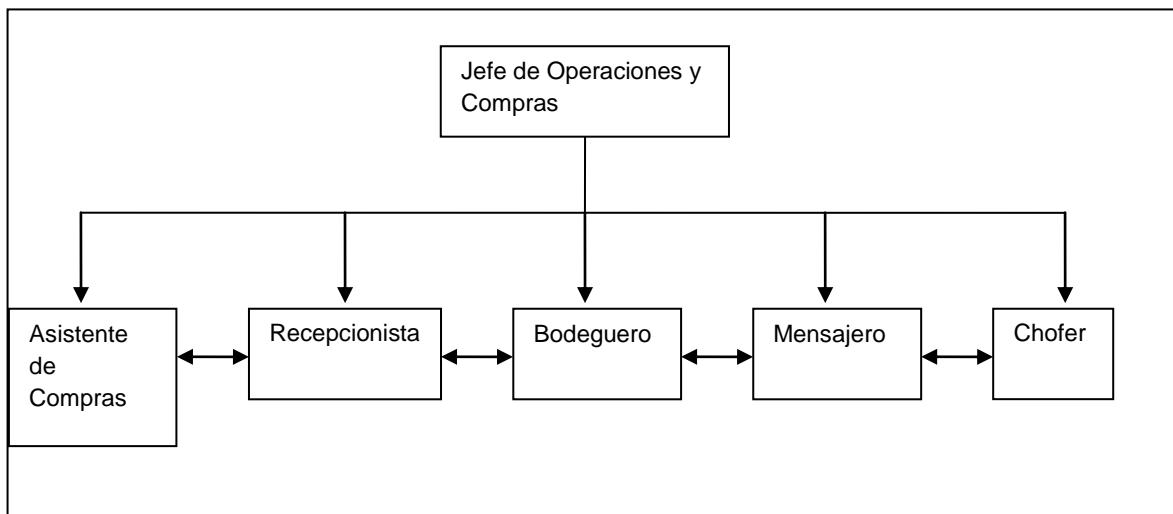 Jefe de Operaciones y
Compras
Asistente
de
Compras
Recepcionista
Bodeguero
Mensajero
Chofer